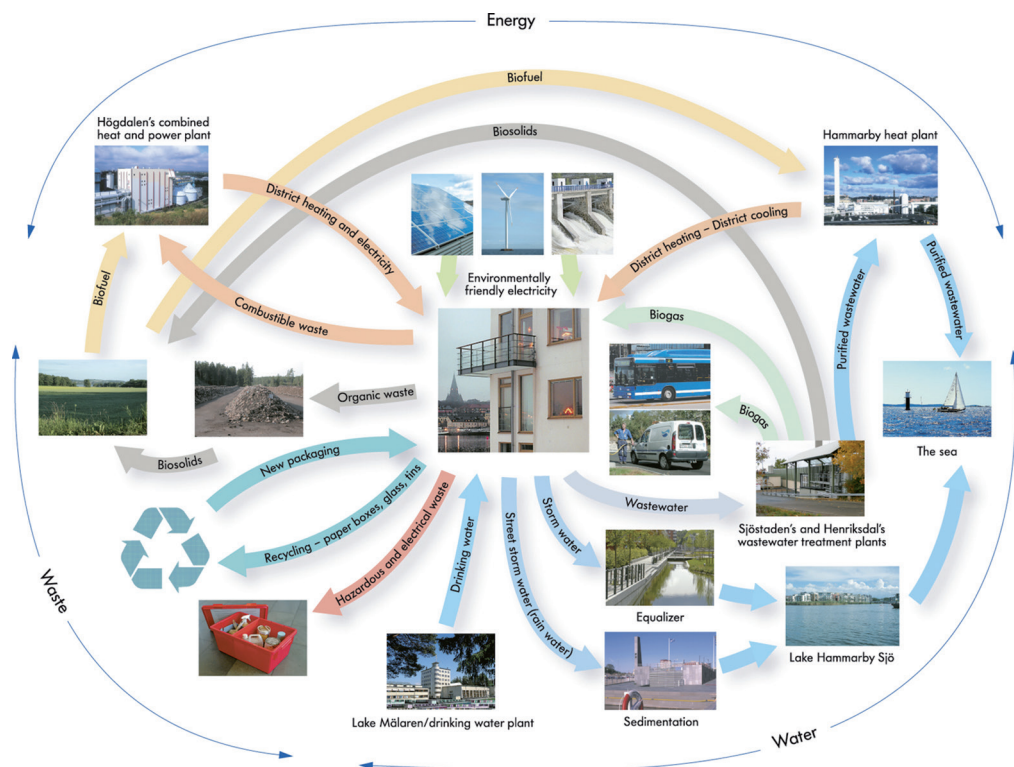 Energy
Biofuel
Högdalen's combined
heat and power plant
Biosolids
Hammarby heat plant
District heating and electricity
District heating – District cooling
Environmentally
friendly electricity
Biofuel
Combustible waste
Purified wastewater
Purified wastewater
Biogas
Organic waste
Biogas
The sea
Biosolids
New packaging
Wastewater
Sjöstaden's and Henriksdal's
wastewater treatment plants
Storm water
Street storm water (rain water)
Drinking water
Recycling – paper boxes, glass, tins
Hazardous and electrical waste
Waste
Equalizer
Lake Hammarby Sjö
Lake Mälaren/drinking water plant
Sedimentation
Water